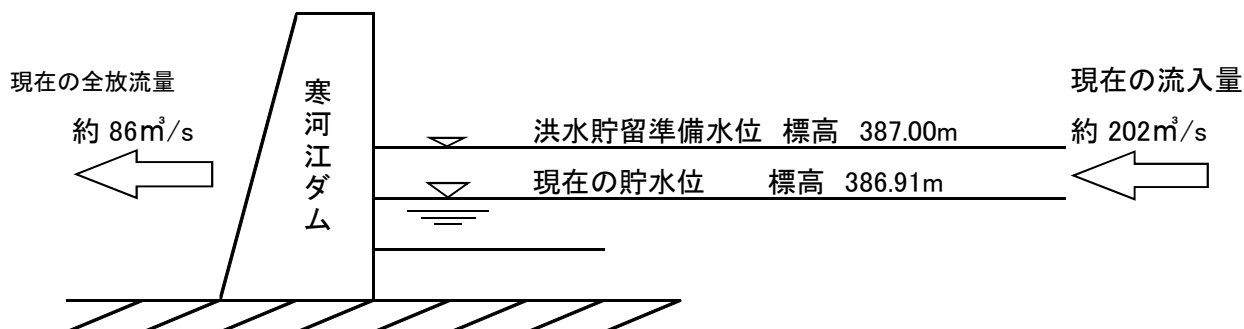 現在の全放流量
約 86㎥/s
寒河江ダム
洪水貯留準備水位 標高 387.00m
現在の貯水位 標高 386.91m
現在の流入量
約 202㎥/s